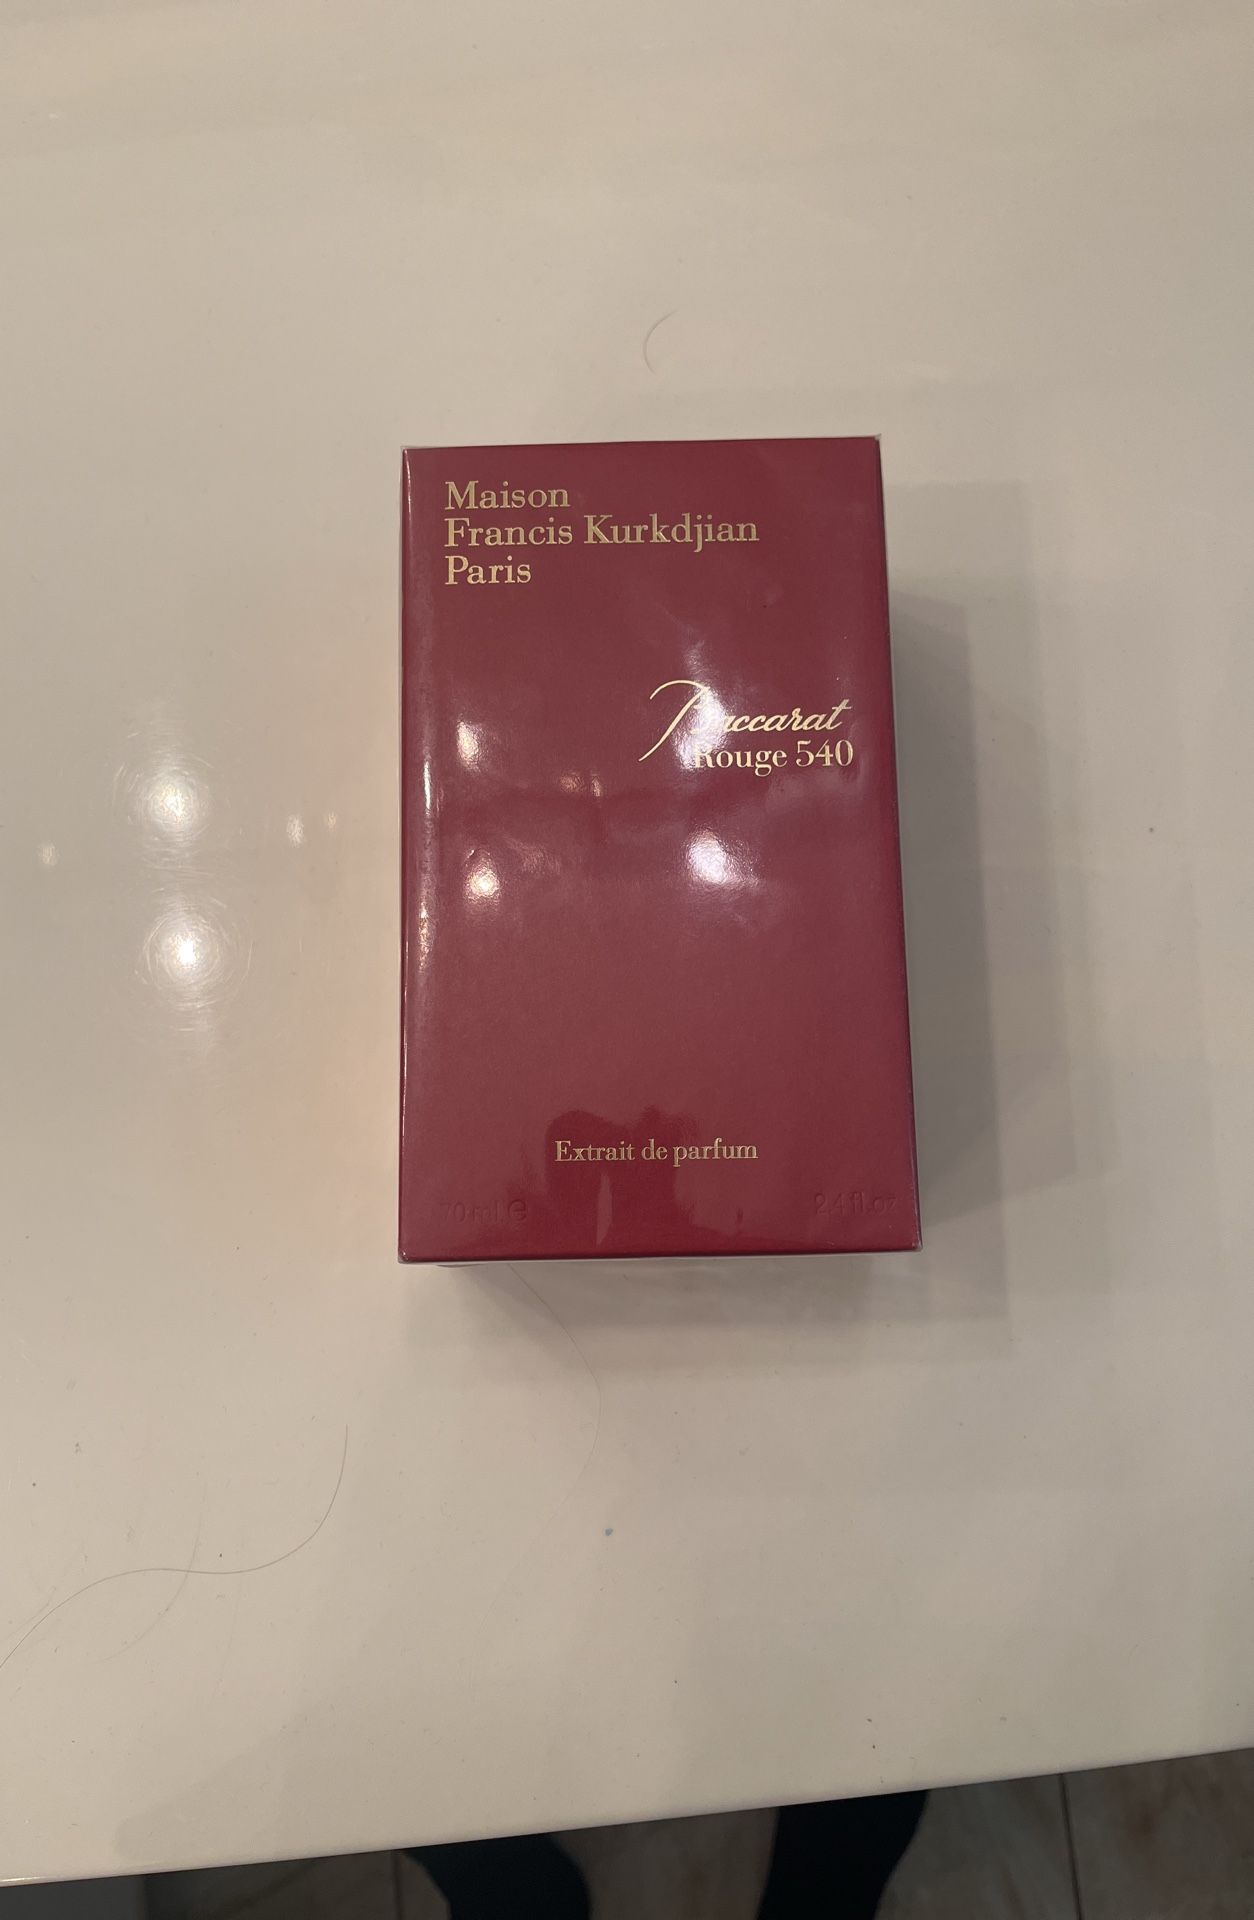 Maison
Francis Kurkdjian
Paris
Baccarat
Rouge 540
Extrait de parfum
70 ml e
2.4 fl.oz